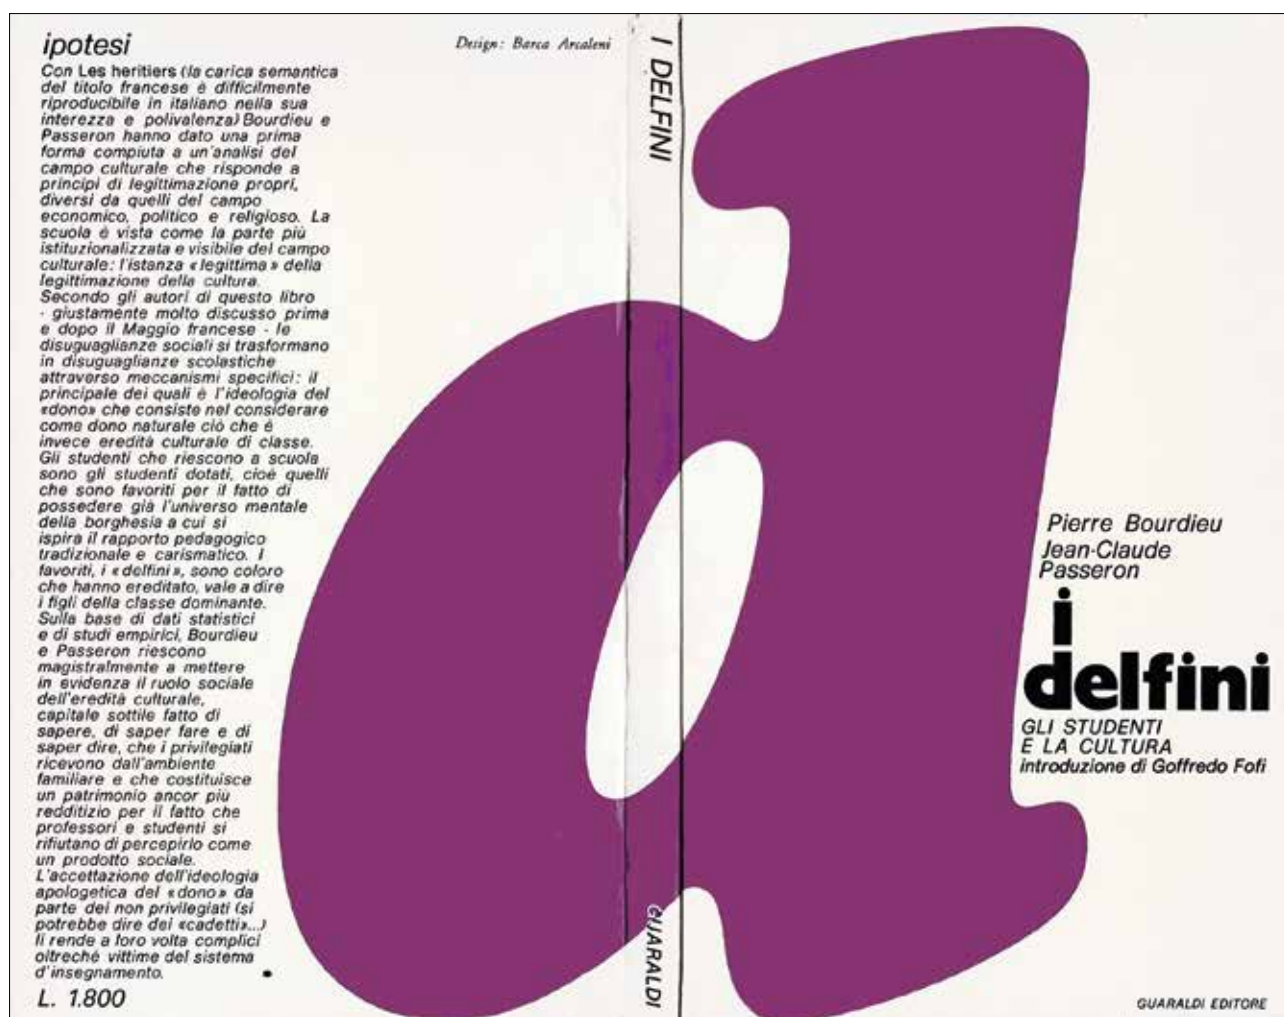 ipotesi
Con Les heritiers (la carica semantica
del titolo francese è difficilmente
riproducibile in italiano nella sua
interezza e polivalenza) Bourdieu e
Passeron hanno dato una prima
forma compiuta a un'analisi del
campo culturale che risponde a
principi di legittimazione propri,
diversi da quelli del campo
economico, politico e religioso. La
scuola è vista come la parte più
istituzionalizzata e visibile del campo
culturale: l'istanza «legittima» della
legittimazione della cultura.
Secondo gli autori di questo libro
- giustamente molto discusso prima
e dopo il Maggio francese - le
disuguaglianze sociali si trasformano
in disuguaglianze scolastiche
attraverso meccanismi specifici: il
principale dei quali è l'ideologia del
«dono» che consiste nel considerare
come dono naturale ciò che è
invece eredità culturale di classe.
Gli studenti che riescono a scuola
sono gli studenti dotati, cioè quelli
che sono favoriti per il fatto di
possedere già l'universo mentale
della borghesia a cui si
ispira il rapporto pedagogico
tradizionale e carismatico. I
favoriti, i «delfini», sono coloro
che hanno ereditato, vale a dire
i figli della classe dominante.
Sulla base di dati statistici
e di studi empirici, Bourdieu
e Passeron riescono
magistralmente a mettere
in evidenza il ruolo sociale
dell'eredità culturale,
capitale sottile fatto di
sapere, di saper fare e di
saper dire, che i privilegiati
ricevono dall'ambiente
familiare e che costituisce
un patrimonio ancor più
redditizio per il fatto che
professori e studenti si
rifiutano di percepirlo come
un prodotto sociale.
L'accettazione dell'ideologia
apologetica del «dono» da
parte dei non privilegiati (si
potrebbe dire dei «cadetti»...)
li rende a loro volta complici
oltreché vittime del sistema
d'insegnamento.
L. 1.800
Design: Barca Arcaleni
I DELFINI
GUARALDI
d
Pierre Bourdieu
Jean-Claude
Passeron
i
delfini
GLI STUDENTI
E LA CULTURA
introduzione di Goffredo Fofi
GUARALDI EDITORE